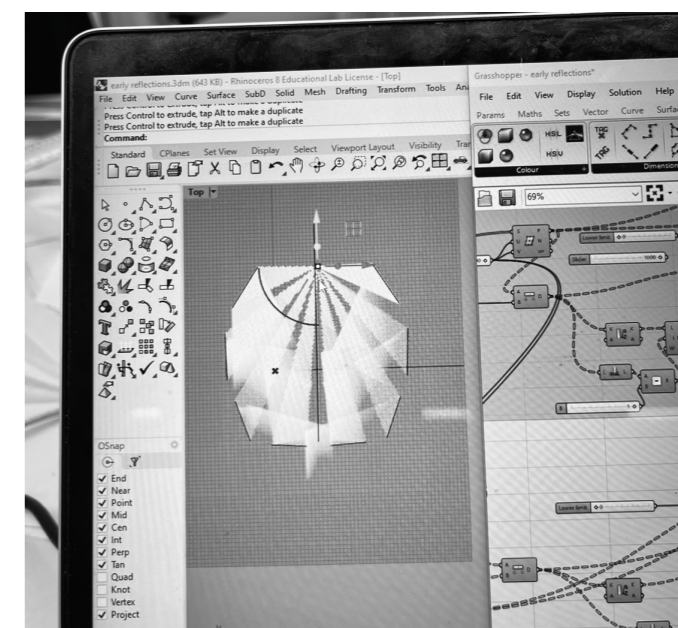 early reflections.3dm (643 KB) - Rhinoceros 8 Educational Lab License - [Top]
File Edit View Curve Surface SubD Solid Mesh Drafting Transform Tools
Press Control to extrude, tap Alt to make a duplicate
Press Control to extrude, tap Alt to make a duplicate
Command:
Standard CPlanes Set View Display Select Viewport Layout Visibility
Top
OSnap
End
Near
Point
Mid
Cen
Int
Perp
Tan
Quad
Knot
Vertex
Project
Grasshopper - early reflections*
File Edit View Display Solution Help
Params Maths Sets Vector Curve
HSL
TAG
HSV
TAG
Colour
69%
Lower limit
Slider
Lower limit